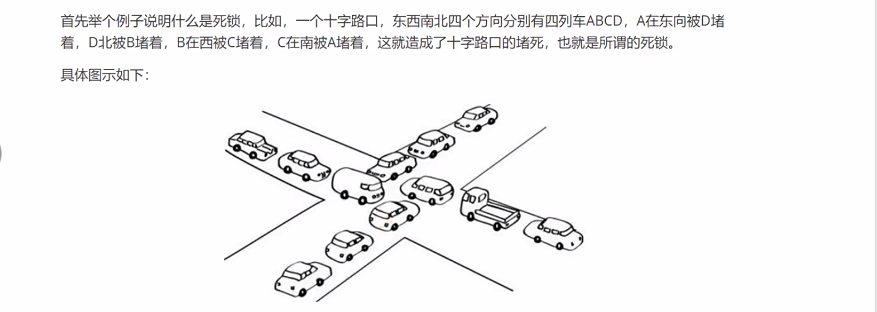 首先举个例子说明什么是死锁，比如，一个十字路口，东西南北四个方向分别有四列车ABCD，A在东向被D堵
着，D北被B堵着，B在西被C堵着，C在南被A堵着，这就造成了十字路口的堵死，也就是所谓的死锁。
具体图示如下：